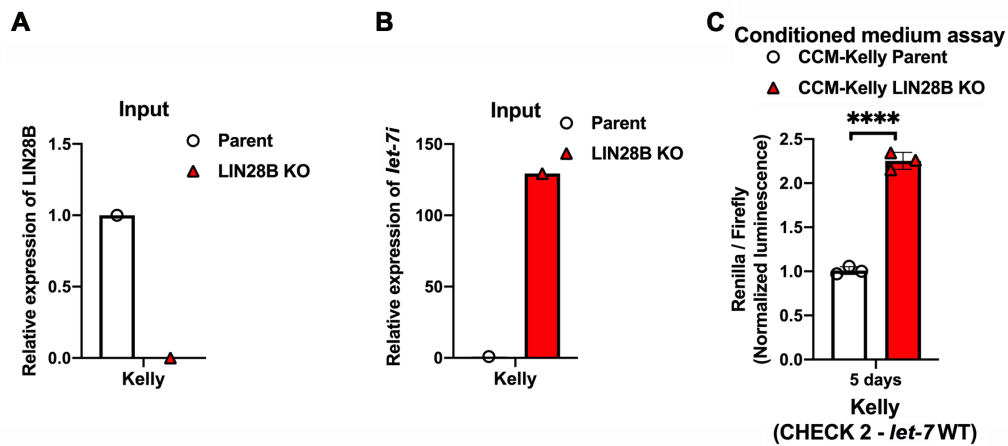 A
Input
Parent
LIN28B KO
Relative expression of LIN28B
1.5
1.0
0.5
0.0
Kelly
B
Input
Parent
LIN28B KO
Relative expression of let-7i
150
100
50
0
Kelly
C
Conditioned medium assay
CCM-Kelly Parent
CCM-Kelly LIN28B KO
****
Renilla / Firefly
(Normalized luminescence)
2.5
2.0
1.5
1.0
0.5
0.0
5 days
Kelly
(CHECK 2 - let-7 WT)